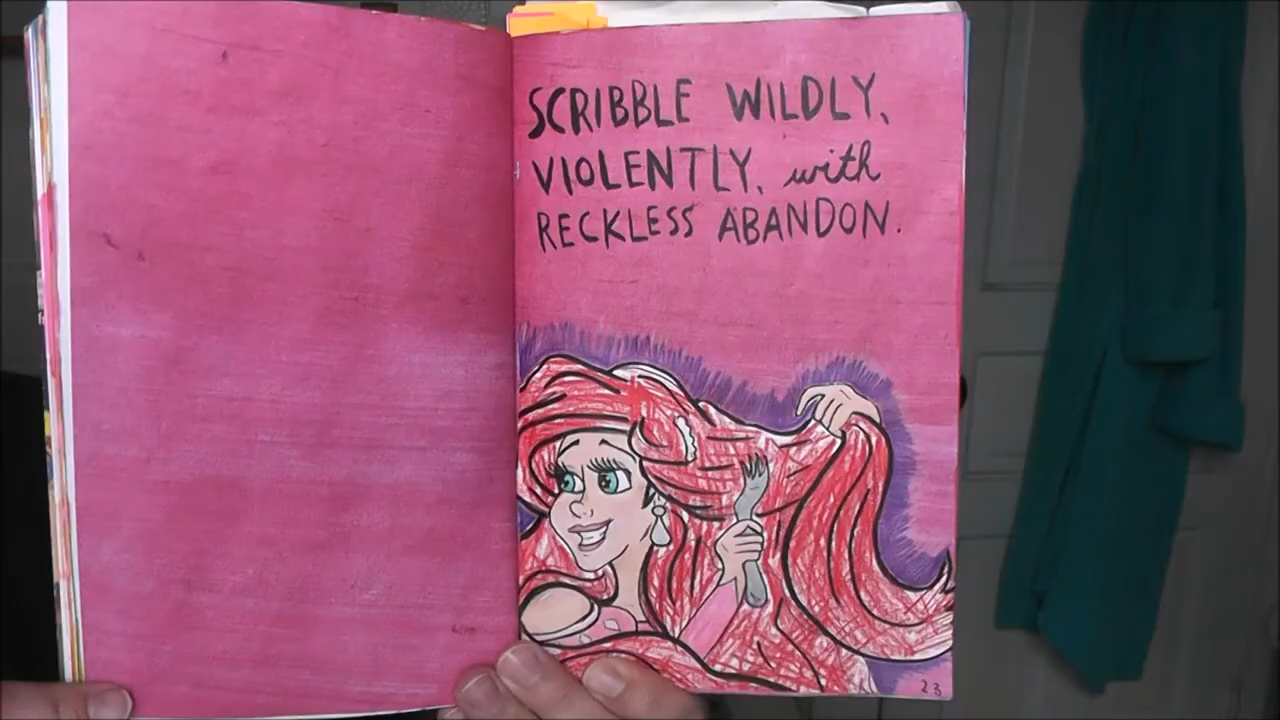 SCRIBBLE WILDLY,
VIOLENTLY, with
RECKLESS ABANDON.
23